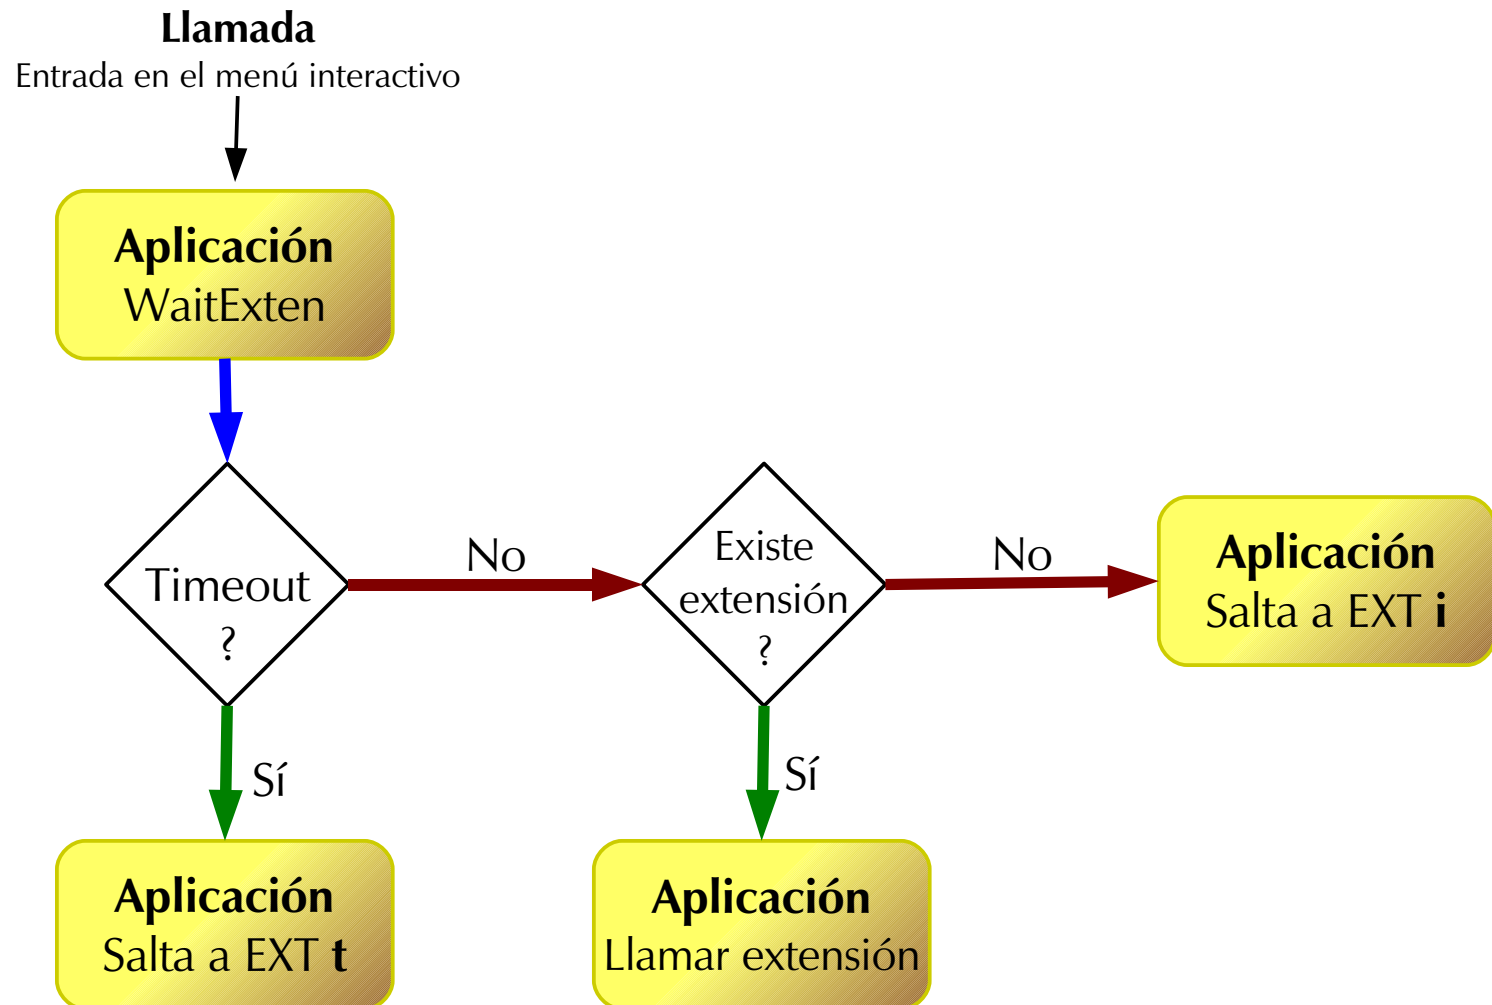 Llamada
Entrada en el menú interactivo
Aplicación
WaitExten
Timeout
?
No
Existe
extensión
?
No
Aplicación
Salta a EXT i
Sí
Sí
Aplicación
Salta a EXT t
Aplicación
Llamar extensión